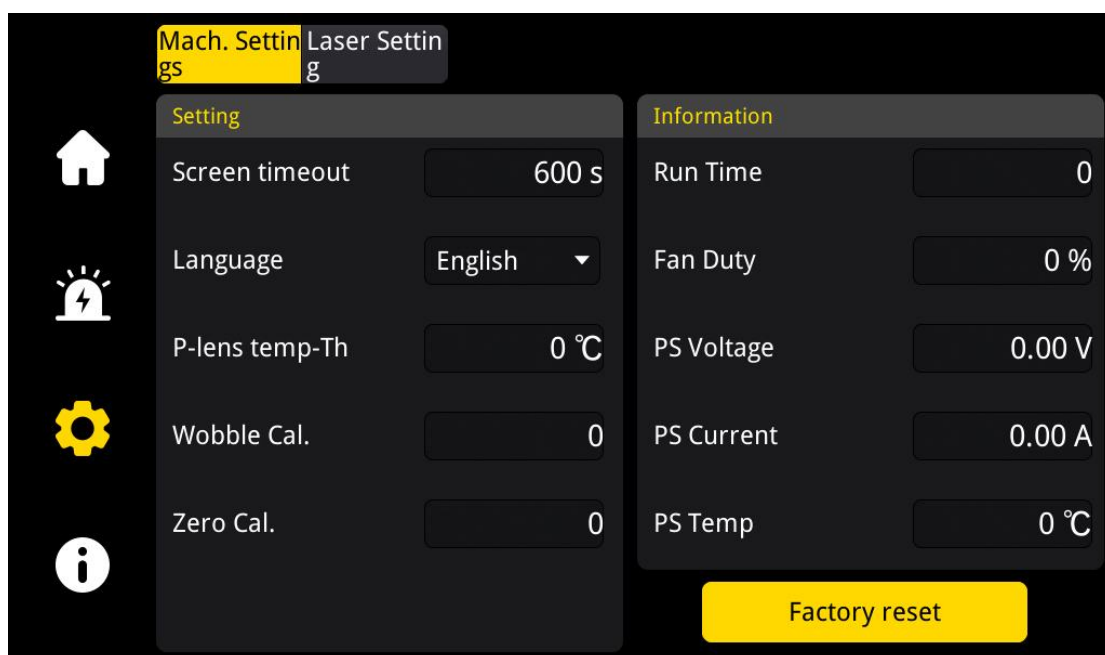 Mach. Settin
gs
Laser Settin
g
Setting
Screen timeout 600 s
Language English
P-lens temp-Th 0 ℃
Wobble Cal. 0
Zero Cal. 0
Information
Run Time 0
Fan Duty 0 %
PS Voltage 0.00 V
PS Current 0.00 A
PS Temp 0 ℃
Factory reset